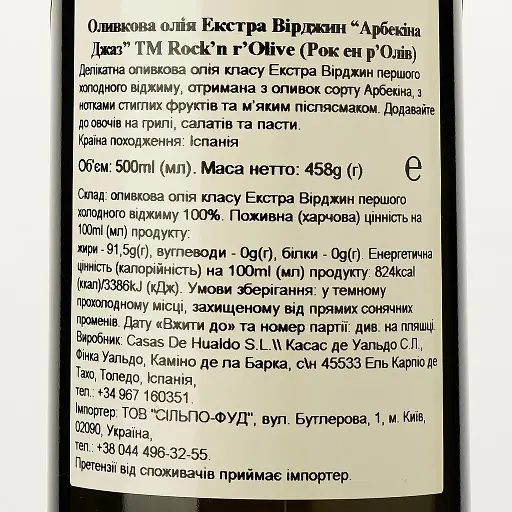 Оливкова олія Екстра Вірджин “Арбекіна
Джаз” ТМ Rock’n r’Olive (Рок ен р’Олів)
Делікатна оливкова олія класу Екстра Вірджин першого
холодного віджиму, отримана з оливок сорту Арбекіна, з
нотками стиглих фруктів та м’яким післясмаком. Додавайте
до овочів на грилі, салатів та пасти.
Країна походження: Іспанія
Об'єм: 500ml (мл). Маса нетто: 458g (г) ℮
Склад: оливкова олія класу Екстра Вірджин першого
холодного віджиму 100%. Поживна (харчова) цінність на
100ml (мл) продукту:
жири - 91,5g(г), вуглеводи - 0g(г), білки - 0g(г). Енергетична
цінність (калорійність) на 100ml (мл) продукту: 824kcal
(ккал)/3386kJ (кДж). Умови зберігання: у темному
прохолодному місці, захищеному від прямих сонячних
променів. Дату «Вжити до» та номер партії: див. на пляшці.
Виробник: Casas De Hualdo S.L.\\ Касас де Уальдо С.Л.,
Фінка Уальдо, Каміно де ла Барка, с\н 45533 Ель Карпіо де
Тахо, Толедо, Іспанія,
тел.: +34 967 160351.
Імпортер: ТОВ "СІЛЬПО-ФУД", вул. Бутлерова, 1, м. Київ,
02090, Україна,
тел.: +38 044 496-32-55.
Претензії від споживачів приймає імпортер.